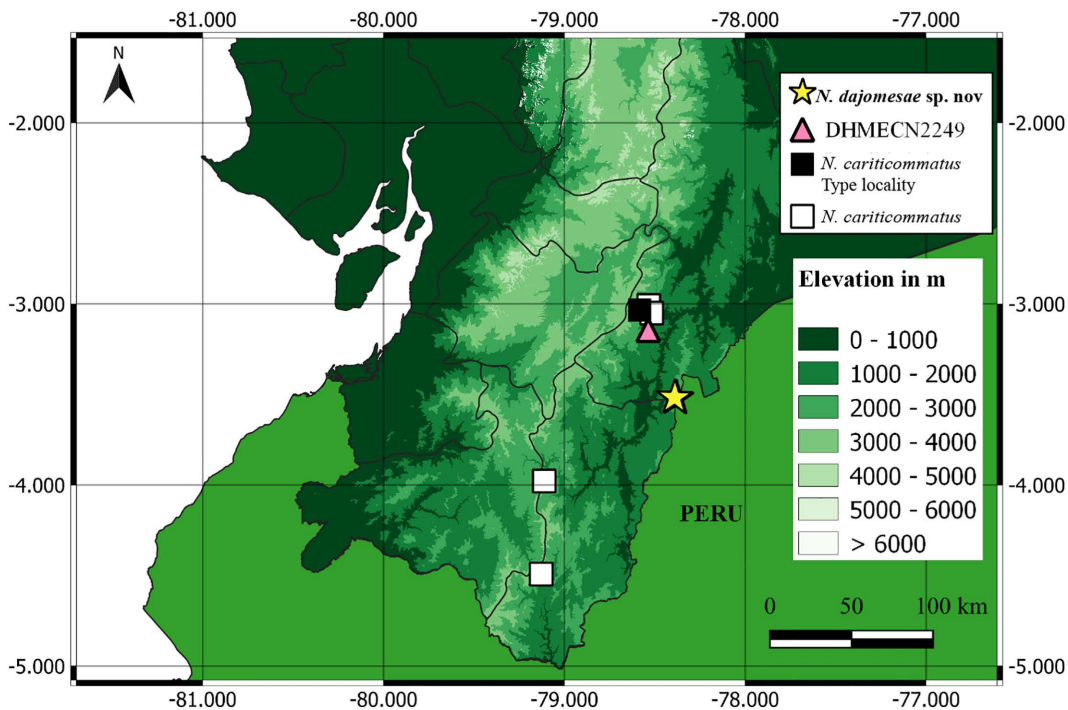 -81.000 -80.000 -79.000 -78.000 -77.000
N
N. dajomesae sp. nov
DHMECN2249
N. cariticommatus
Type locality
N. cariticommatus
-2.000 -2.000
-3.000 -3.000
Elevation in m
0 - 1000
1000 - 2000
2000 - 3000
3000 - 4000
4000 - 5000
5000 - 6000
> 6000
-4.000 -4.000
PERU
0 50 100 km
-5.000 -5.000
-81.000 -80.000 -79.000 -78.000 -77.000